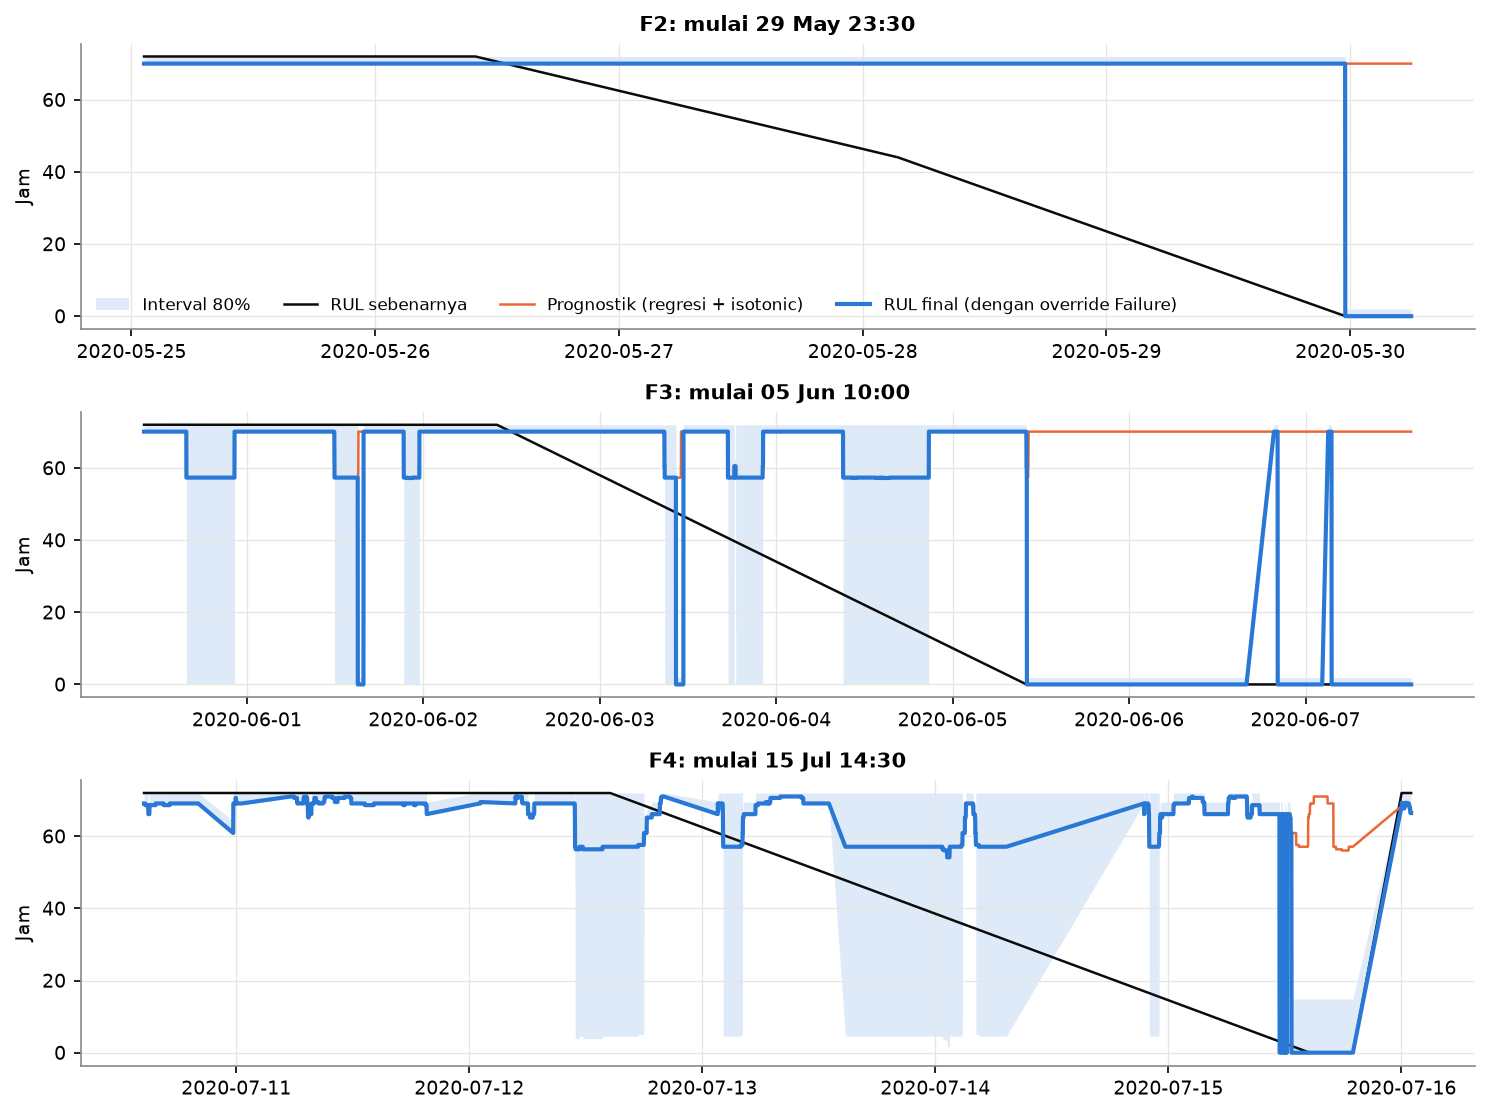 F2: mulai 29 May 23:30
Jam
60
40
20
0
Interval 80%
RUL sebenarnya
Prognostik (regresi + isotonic)
RUL final (dengan override Failure)
2020-05-25 2020-05-26 2020-05-27 2020-05-28 2020-05-29 2020-05-30
F3: mulai 05 Jun 10:00
Jam
60
40
20
0
2020-06-01 2020-06-02 2020-06-03 2020-06-04 2020-06-05 2020-06-06 2020-06-07
F4: mulai 15 Jul 14:30
Jam
60
40
20
0
2020-07-11 2020-07-12 2020-07-13 2020-07-14 2020-07-15 2020-07-16